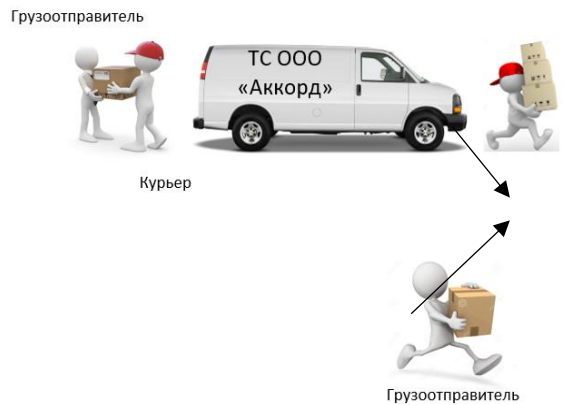 Грузоотправитель
ТС ООО
«Аккорд»
Курьер
Грузоотправитель